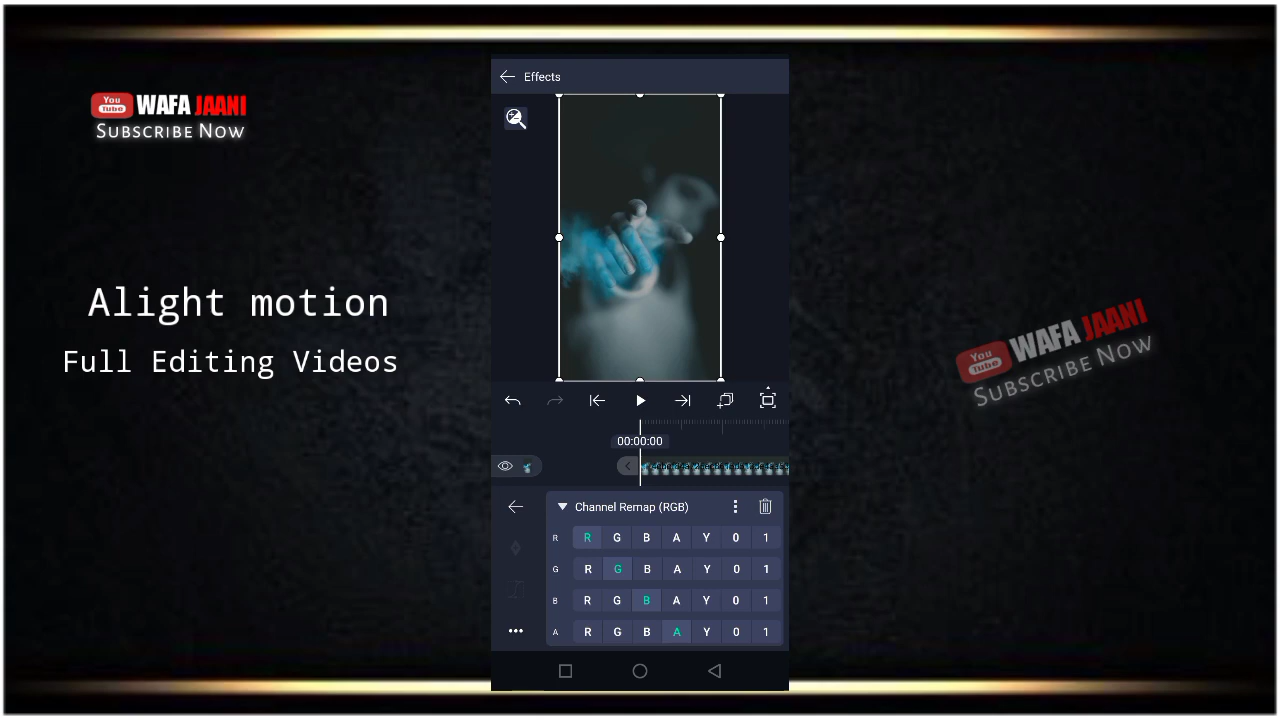 Effects
You
Tube
WAFA JAANI
SUBSCRIBE NOW
Alight motion
Full Editing Videos
You
Tube
WAFA JAANI
SUBSCRIBE NOW
00:00:00
Channel Remap (RGB)
R R G B A Y 0 1
G R G B A Y 0 1
B R G B A Y 0 1
A R G B A Y 0 1